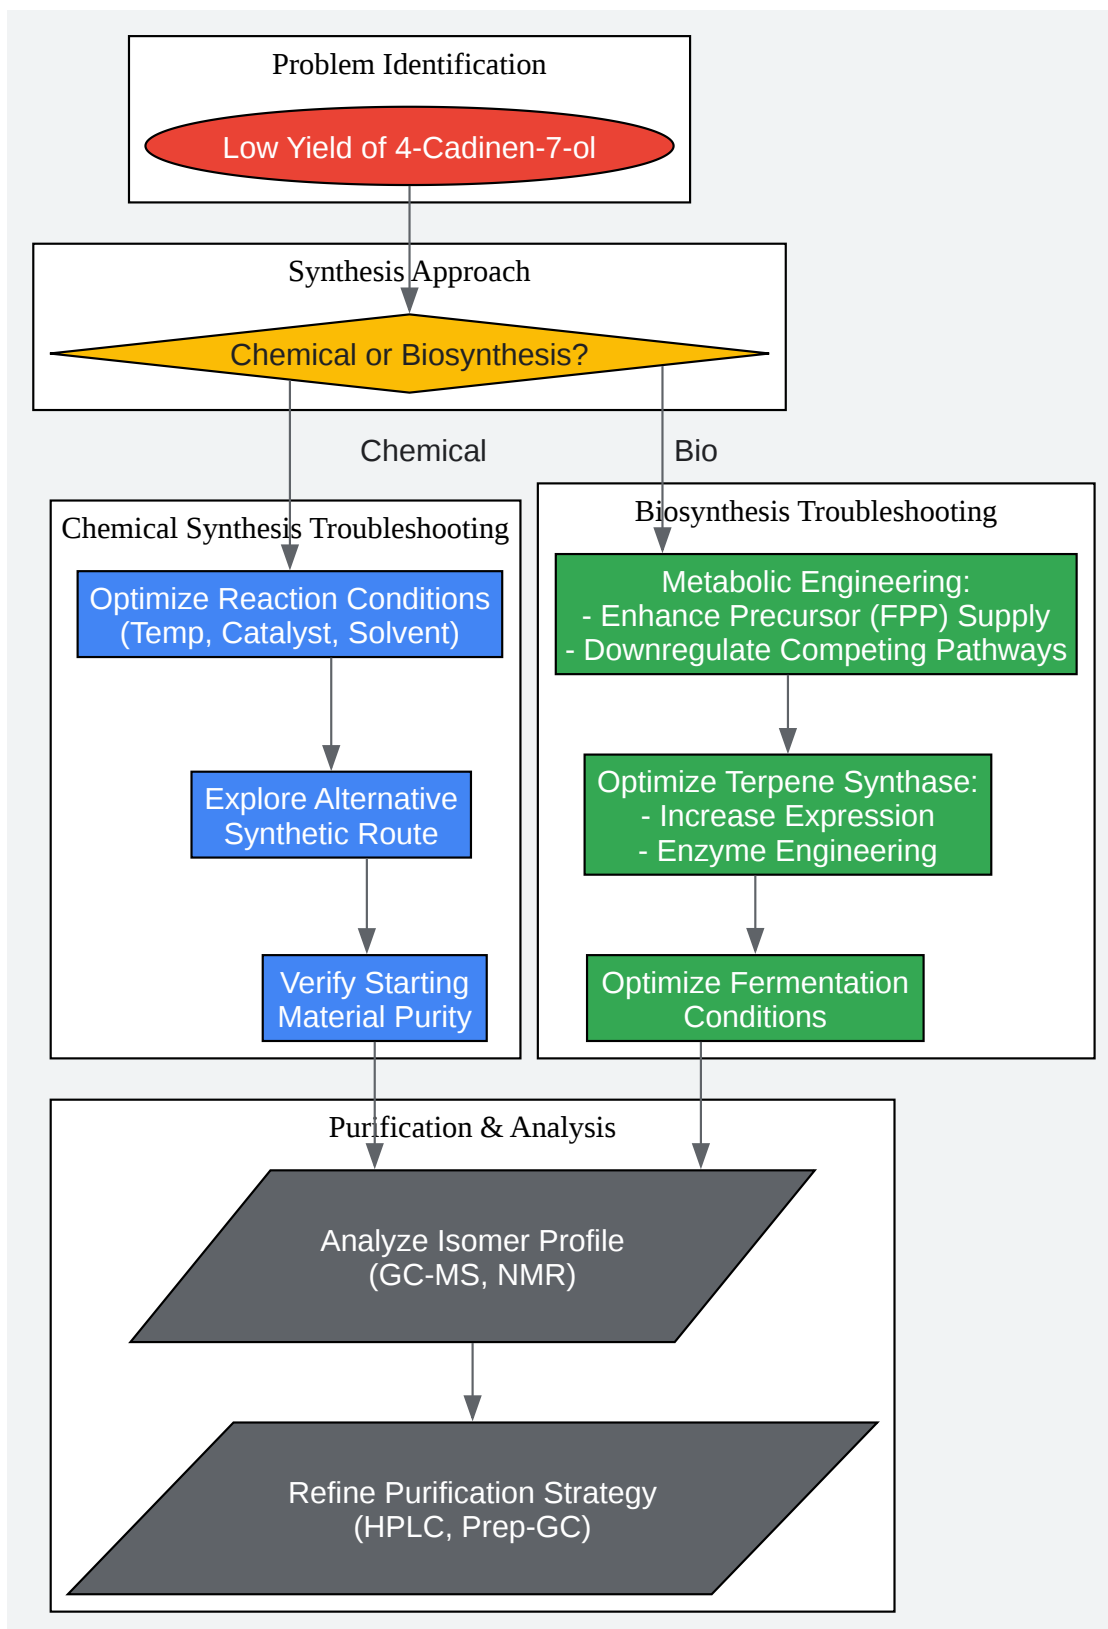 Problem Identification
Low Yield of 4-Cadinen-7-ol
Synthesis Approach
Chemical or Biosynthesis?
Chemical
Bio
Chemical Synthesis Troubleshooting
Optimize Reaction Conditions
(Temp, Catalyst, Solvent)
Explore Alternative
Synthetic Route
Verify Starting
Material Purity
Biosynthesis Troubleshooting
Metabolic Engineering:
- Enhance Precursor (FPP) Supply
- Downregulate Competing Pathways
Optimize Terpene Synthase:
- Increase Expression
- Enzyme Engineering
Optimize Fermentation
Conditions
Purification & Analysis
Analyze Isomer Profile
(GC-MS, NMR)
Refine Purification Strategy
(HPLC, Prep-GC)